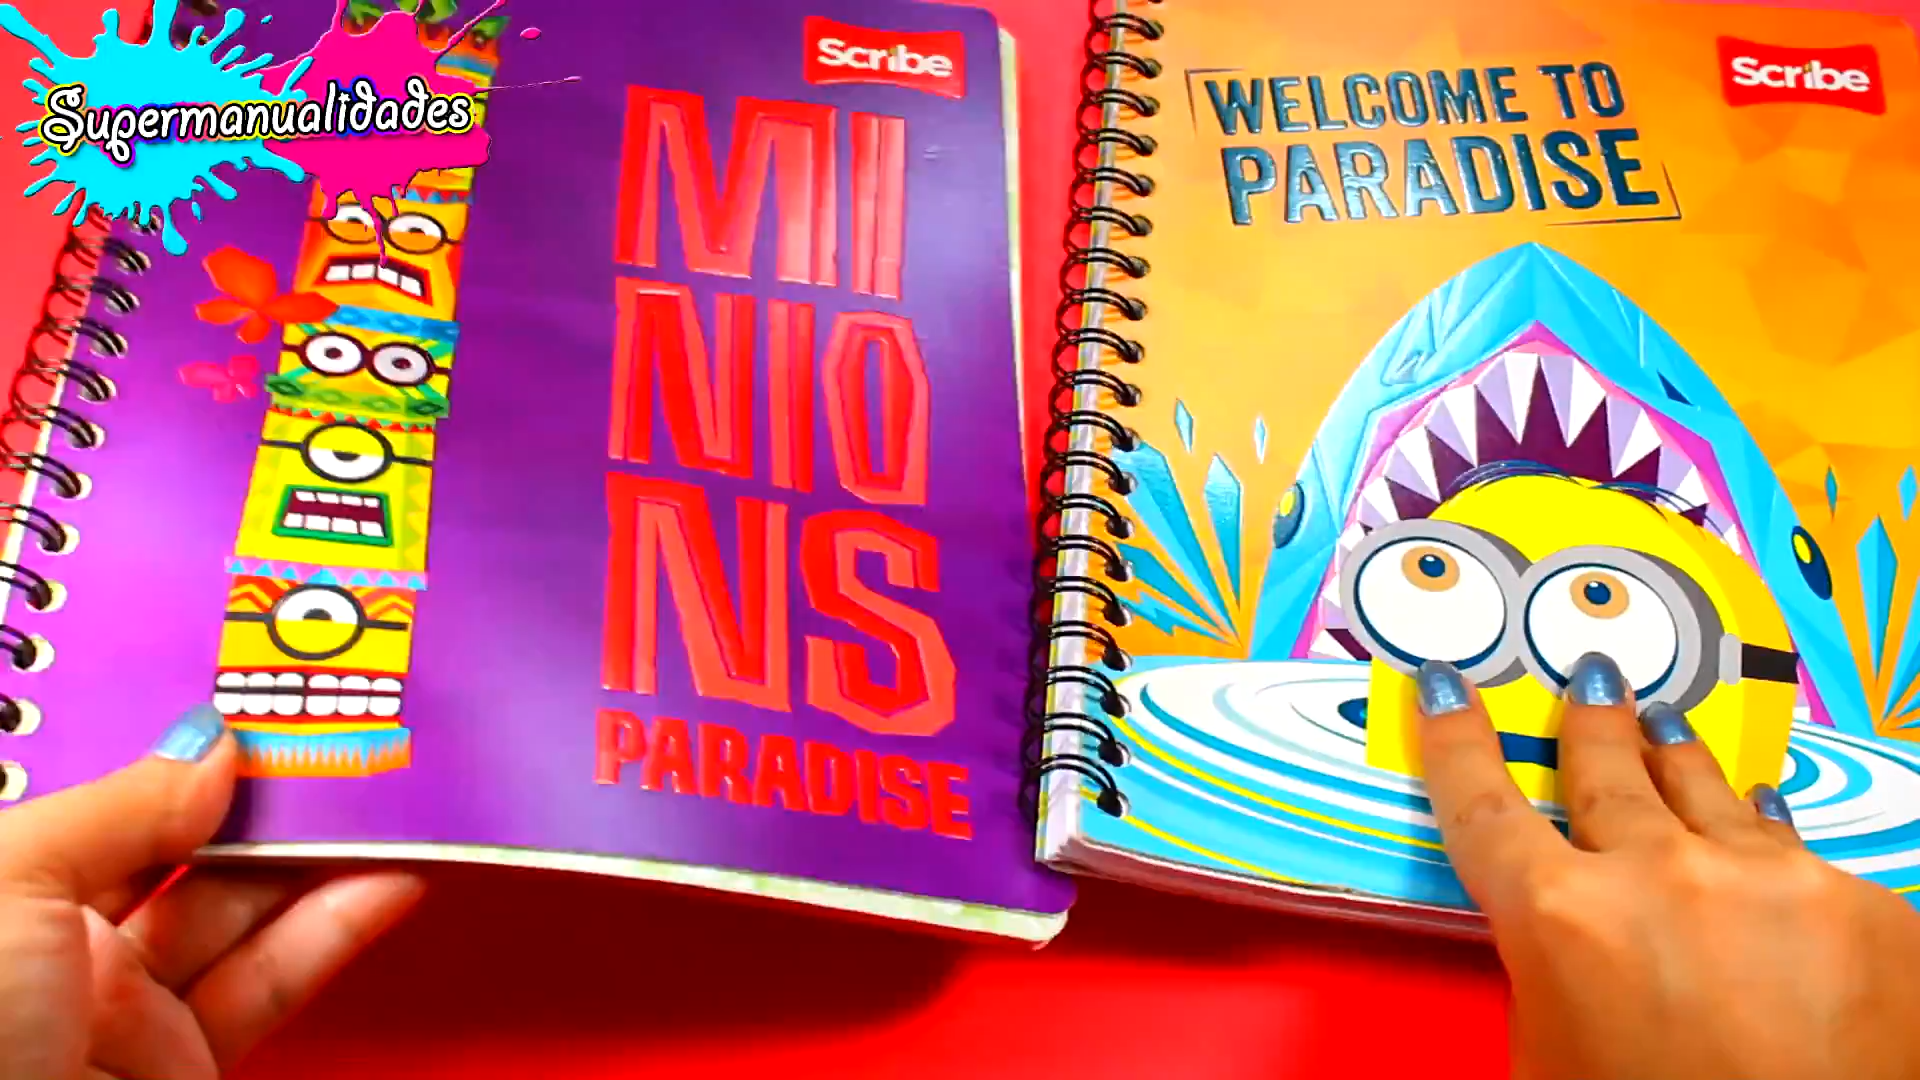 Supermanualidades
Scribe
MI
NIO
NS
PARADISE
Scribe
WELCOME TO
PARADISE